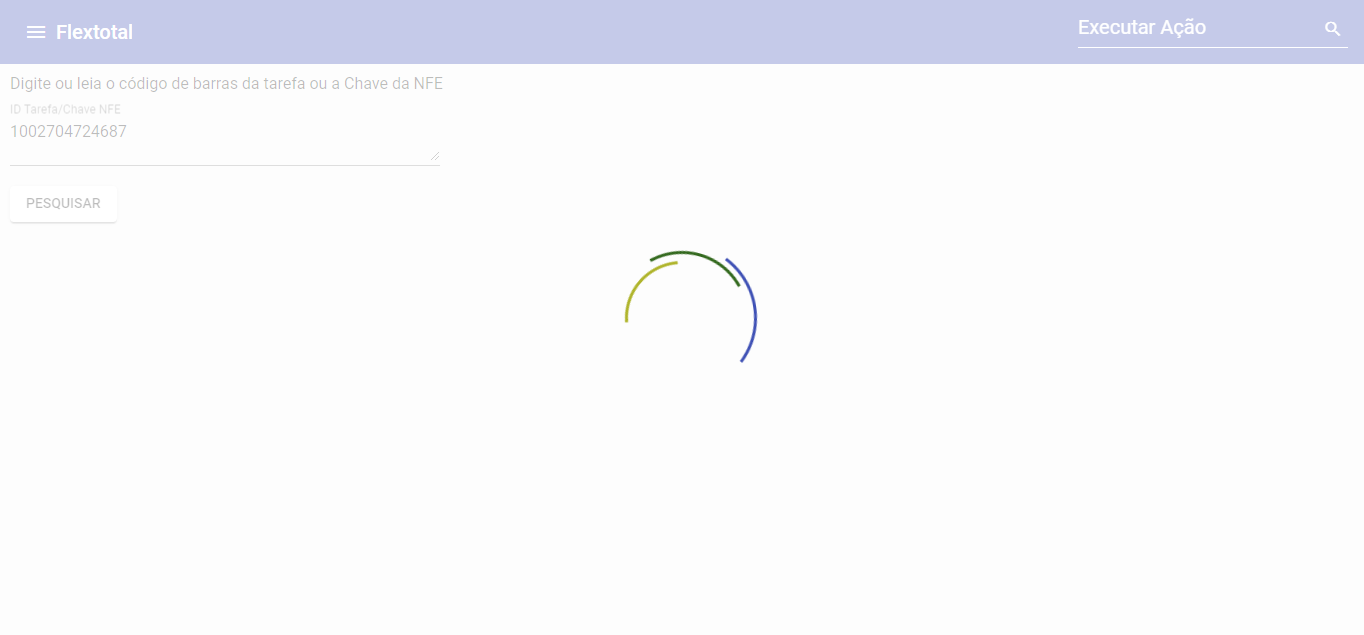 Flextotal
Executar Ação
Digite ou leia o código de barras da tarefa ou a Chave da NFE
ID Tarefa/Chave NFE
1002704724687
PESQUISAR